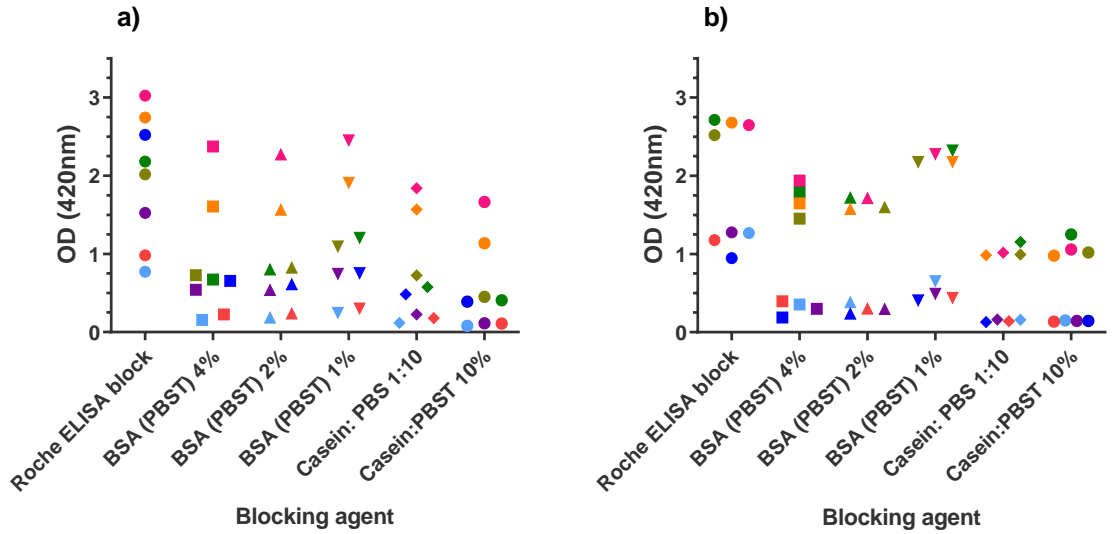 a)
OD (420nm)
3
2
1
0
Roche ELISA block
BSA (PBST) 4%
BSA (PBST) 2%
BSA (PBST) 1%
Casein: PBS 1:10
Casein:PBST 10%
Blocking agent
b)
OD (420nm)
3
2
1
0
Roche ELISA block
BSA (PBST) 4%
BSA (PBST) 2%
BSA (PBST) 1%
Casein: PBS 1:10
Casein:PBST 10%
Blocking agent